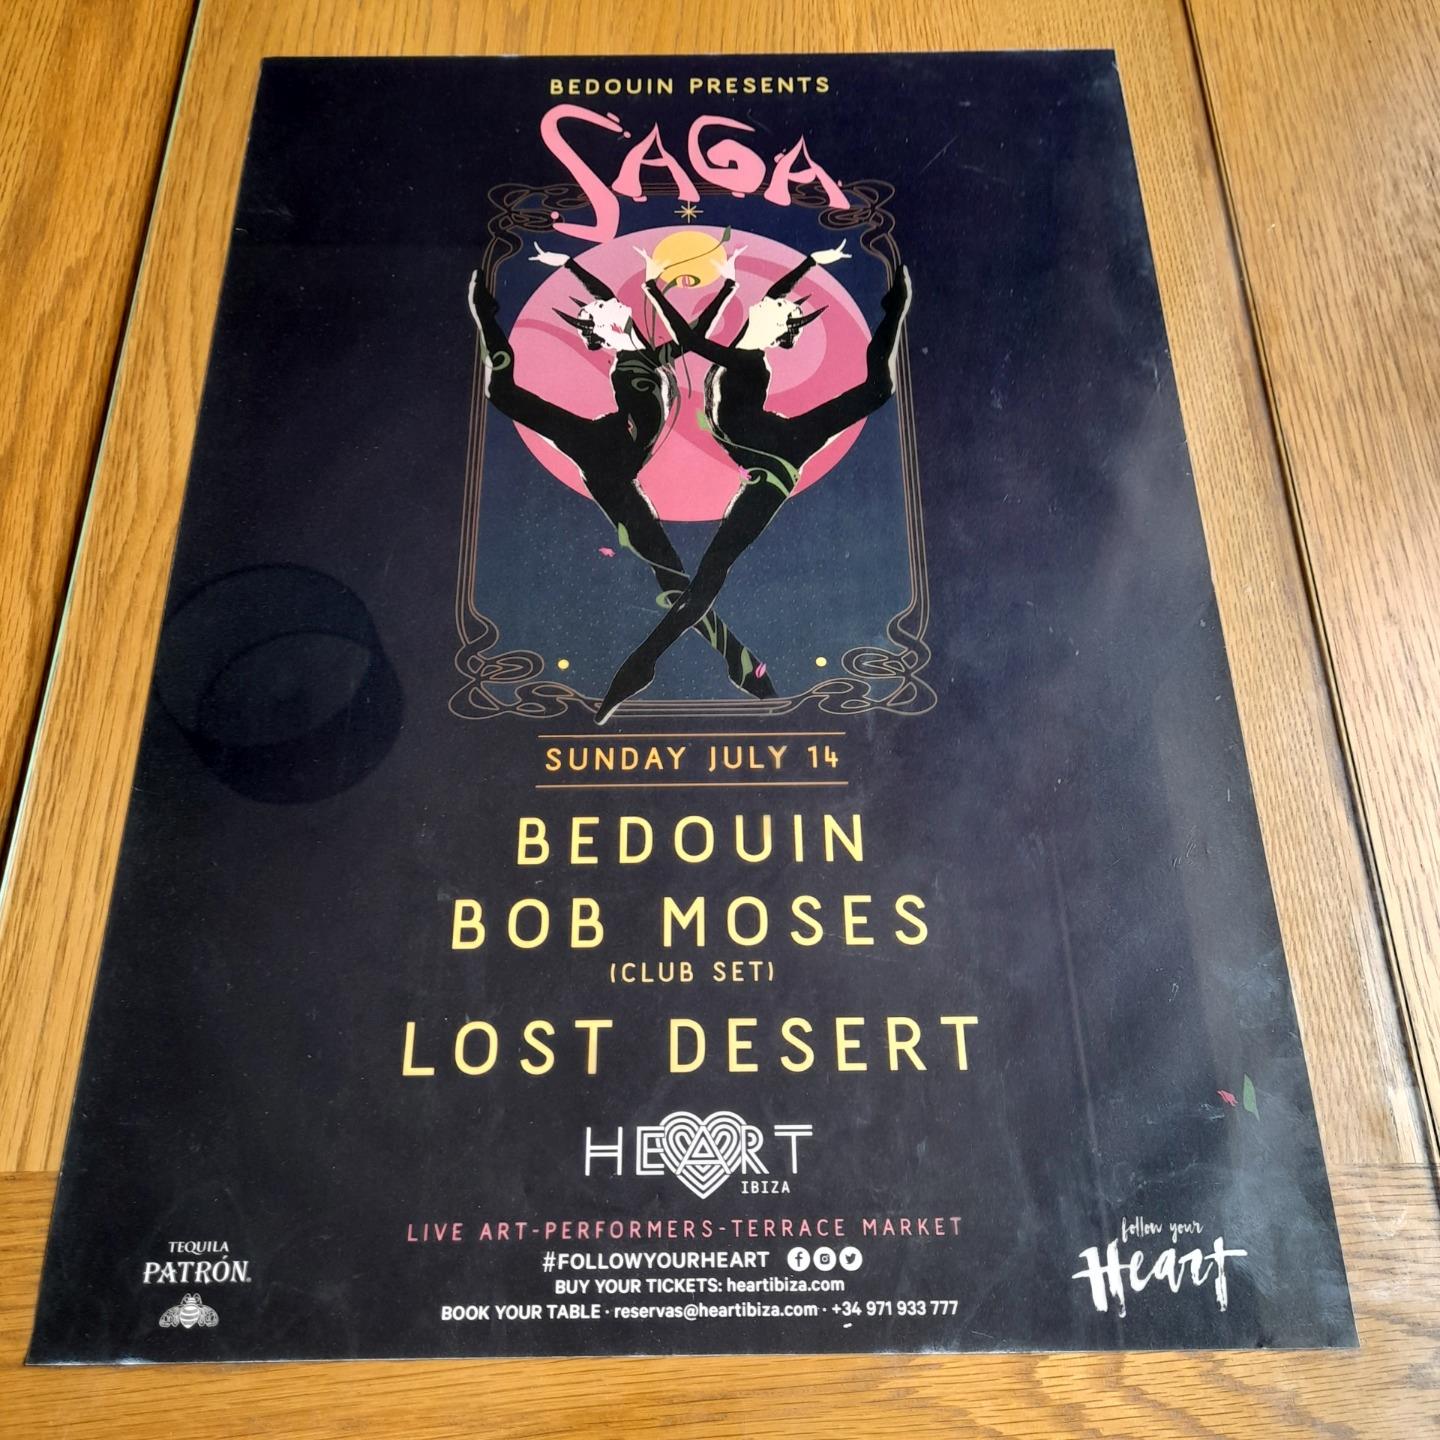 BEDOUIN PRESENTS
SAGA
SUNDAY JULY 14
BEDOUIN
BOB MOSES
(CLUB SET)
LOST DESERT
HEART
IBIZA
LIVE ART-PERFORMERS-TERRACE MARKET
#FOLLOWYOURHEART
BUY YOUR TICKETS: heartibiza.com
BOOK YOUR TABLE · reservas@heartibiza.com · +34 971 933 777
TEQUILA
PATRÓN.
follow your
Heart